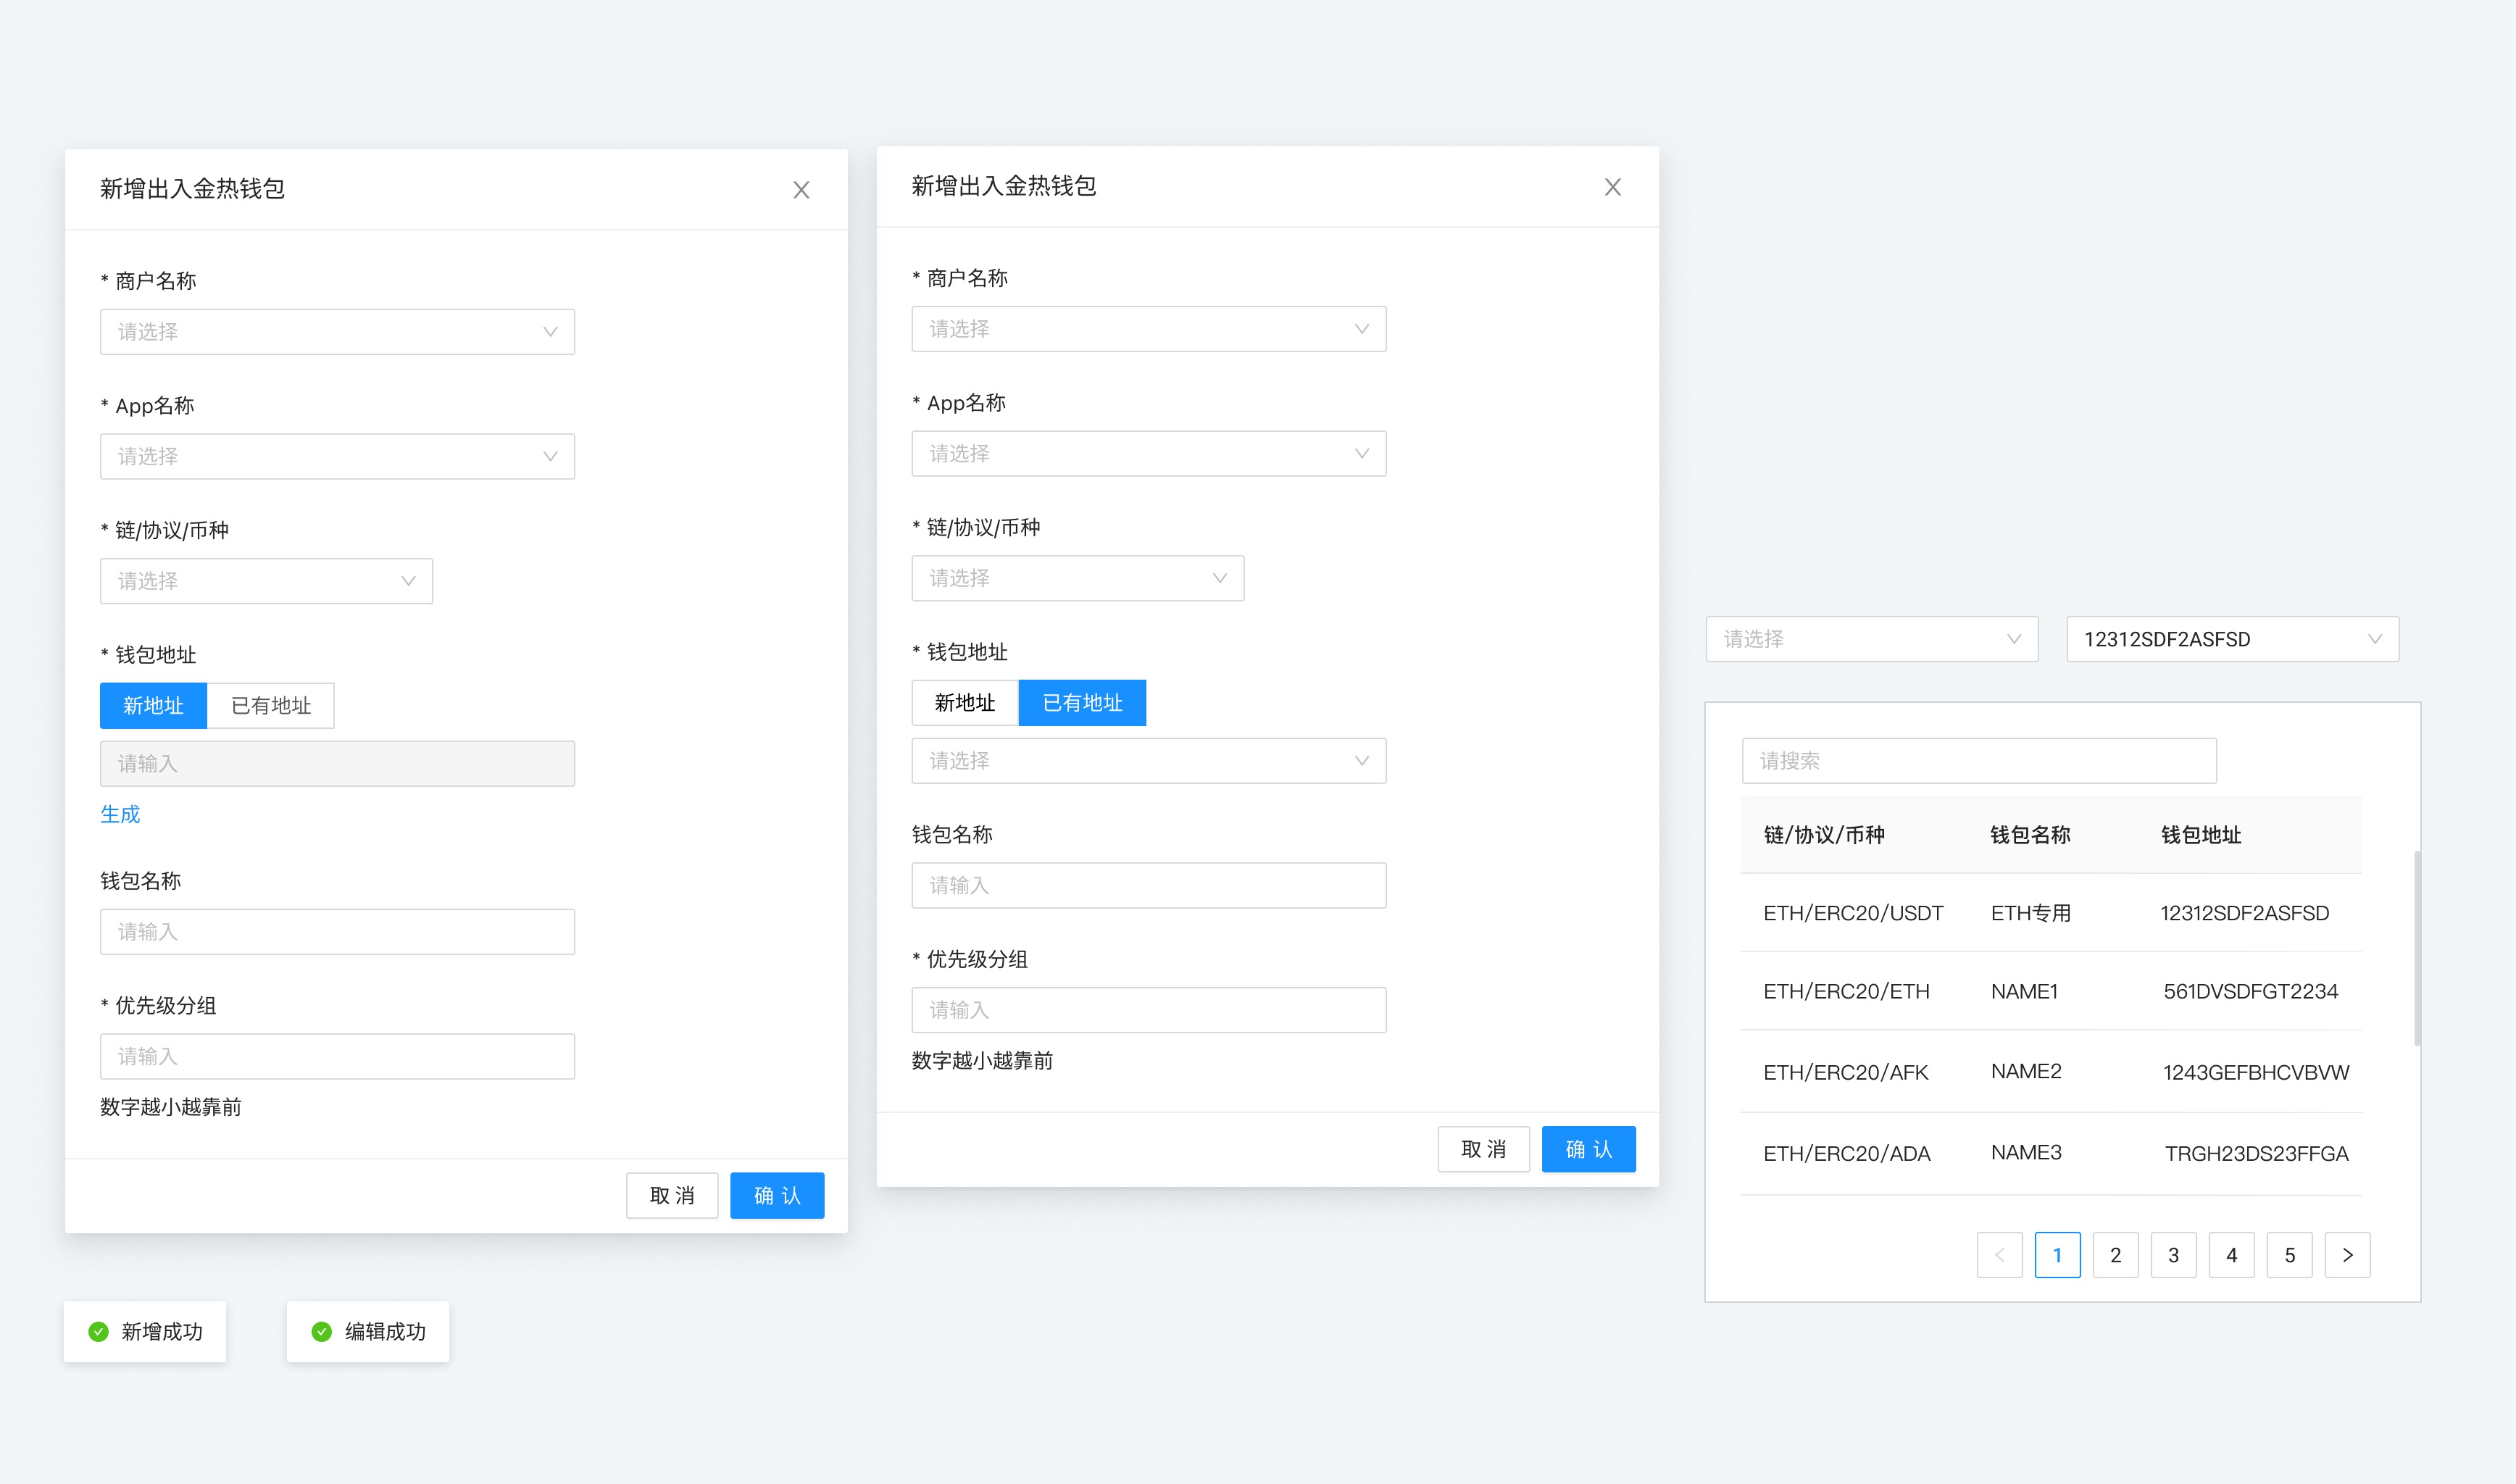 新增出入金热钱包
* 商户名称
请选择
* App名称
请选择
* 链/协议/币种
请选择
* 钱包地址
新地址 已有地址
请输入
生成
钱包名称
请输入
* 优先级分组
请输入
数字越小越靠前
取 消 确 认
新增成功 编辑成功
新增出入金热钱包
* 商户名称
请选择
* App名称
请选择
* 链/协议/币种
请选择
* 钱包地址
新地址 已有地址
请选择
钱包名称
请输入
* 优先级分组
请输入
数字越小越靠前
取 消 确 认
请选择 12312SDF2ASFSD
请搜索
链/协议/币种 钱包名称 钱包地址
ETH/ERC20/USDT ETH专用 12312SDF2ASFSD
ETH/ERC20/ETH NAME1 561DVSDFGT2234
ETH/ERC20/AFK NAME2 1243GEFBHCVBVW
ETH/ERC20/ADA NAME3 TRGH23DS23FFGA
< 1 2 3 4 5 >